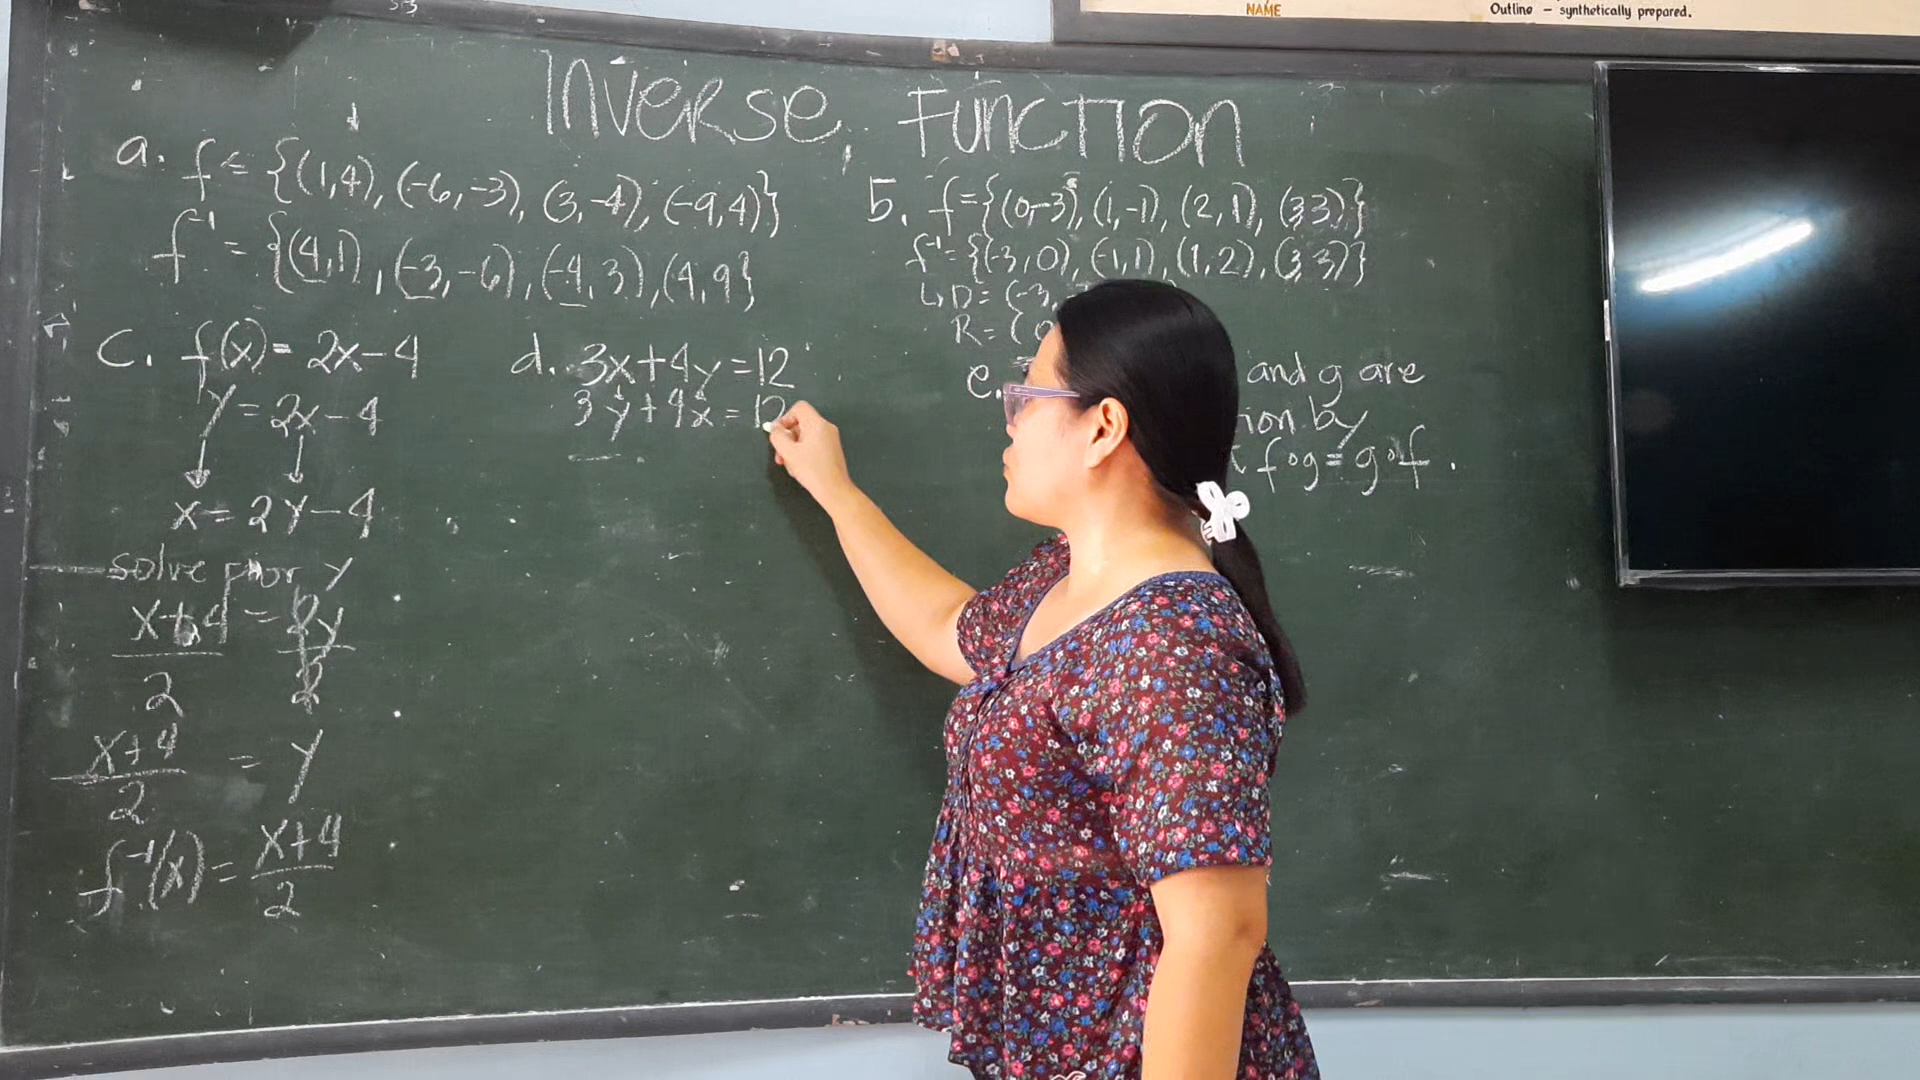 NAME
Outline – synthetically prepared.
Inverse Function
a. f = {(1,4), (-6,-3), (3,-4), (-9,4)}
f⁻¹ = {(4,1), (-3,-6), (-4,3), (4,9}
5. f={(0,-3), (1,-1), (2,1), (3,3)}
f⁻¹={(-3,0), (-1,1), (1,2), (3,3)}
↳ D = (-3,
R = (0
c. f(x) = 2x-4
y = 2x-4
x = 2y-4
solve for y
x+4 = 2y
2 2
x+4 = y
2
f⁻¹(x) = x+4
2
d. 3x+4y=12
3y+4x=12
e. and g are
ion by
f∘g = g∘f.